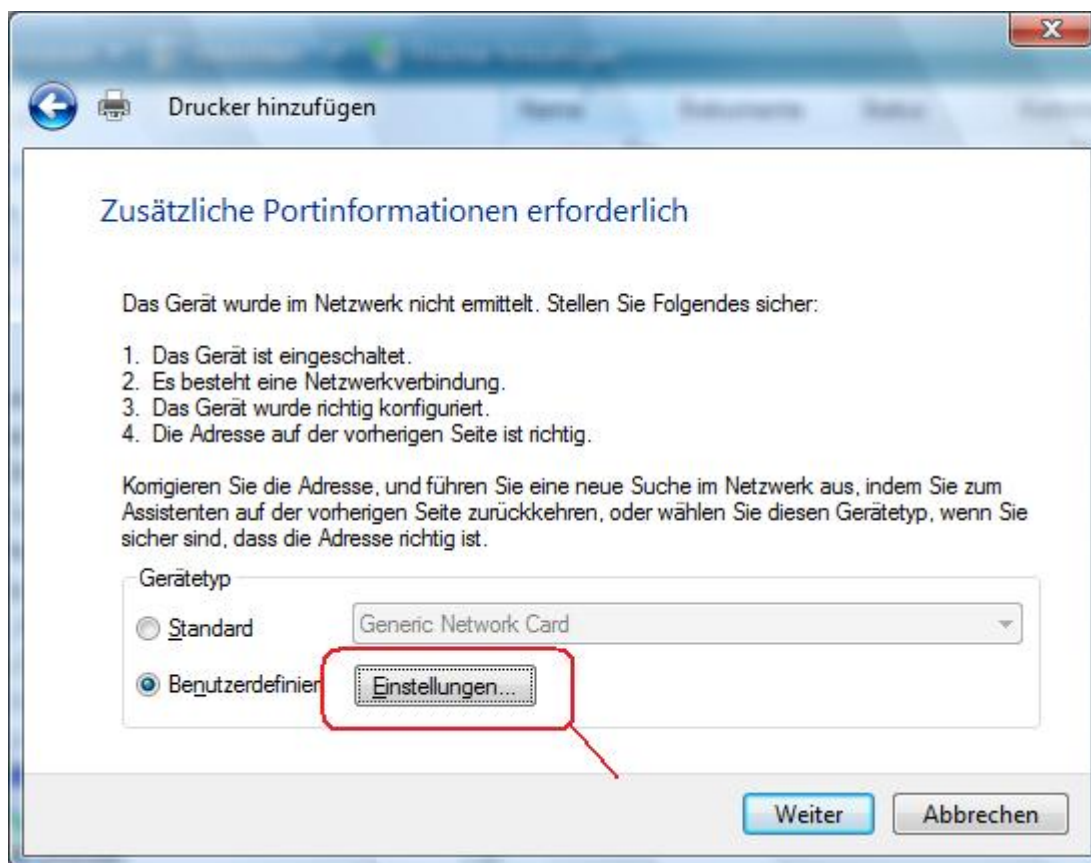 Drucker hinzufügen
Zusätzliche Portinformationen erforderlich
Das Gerät wurde im Netzwerk nicht ermittelt. Stellen Sie Folgendes sicher:
1. Das Gerät ist eingeschaltet.
2. Es besteht eine Netzwerkverbindung.
3. Das Gerät wurde richtig konfiguriert.
4. Die Adresse auf der vorherigen Seite ist richtig.
Korrigieren Sie die Adresse, und führen Sie eine neue Suche im Netzwerk aus, indem Sie zum
Assistenten auf der vorherigen Seite zurückkehren, oder wählen Sie diesen Gerätetyp, wenn Sie
sicher sind, dass die Adresse richtig ist.
Gerätetyp
Standard Generic Network Card
Benutzerdefinier Einstellungen...
Weiter Abbrechen